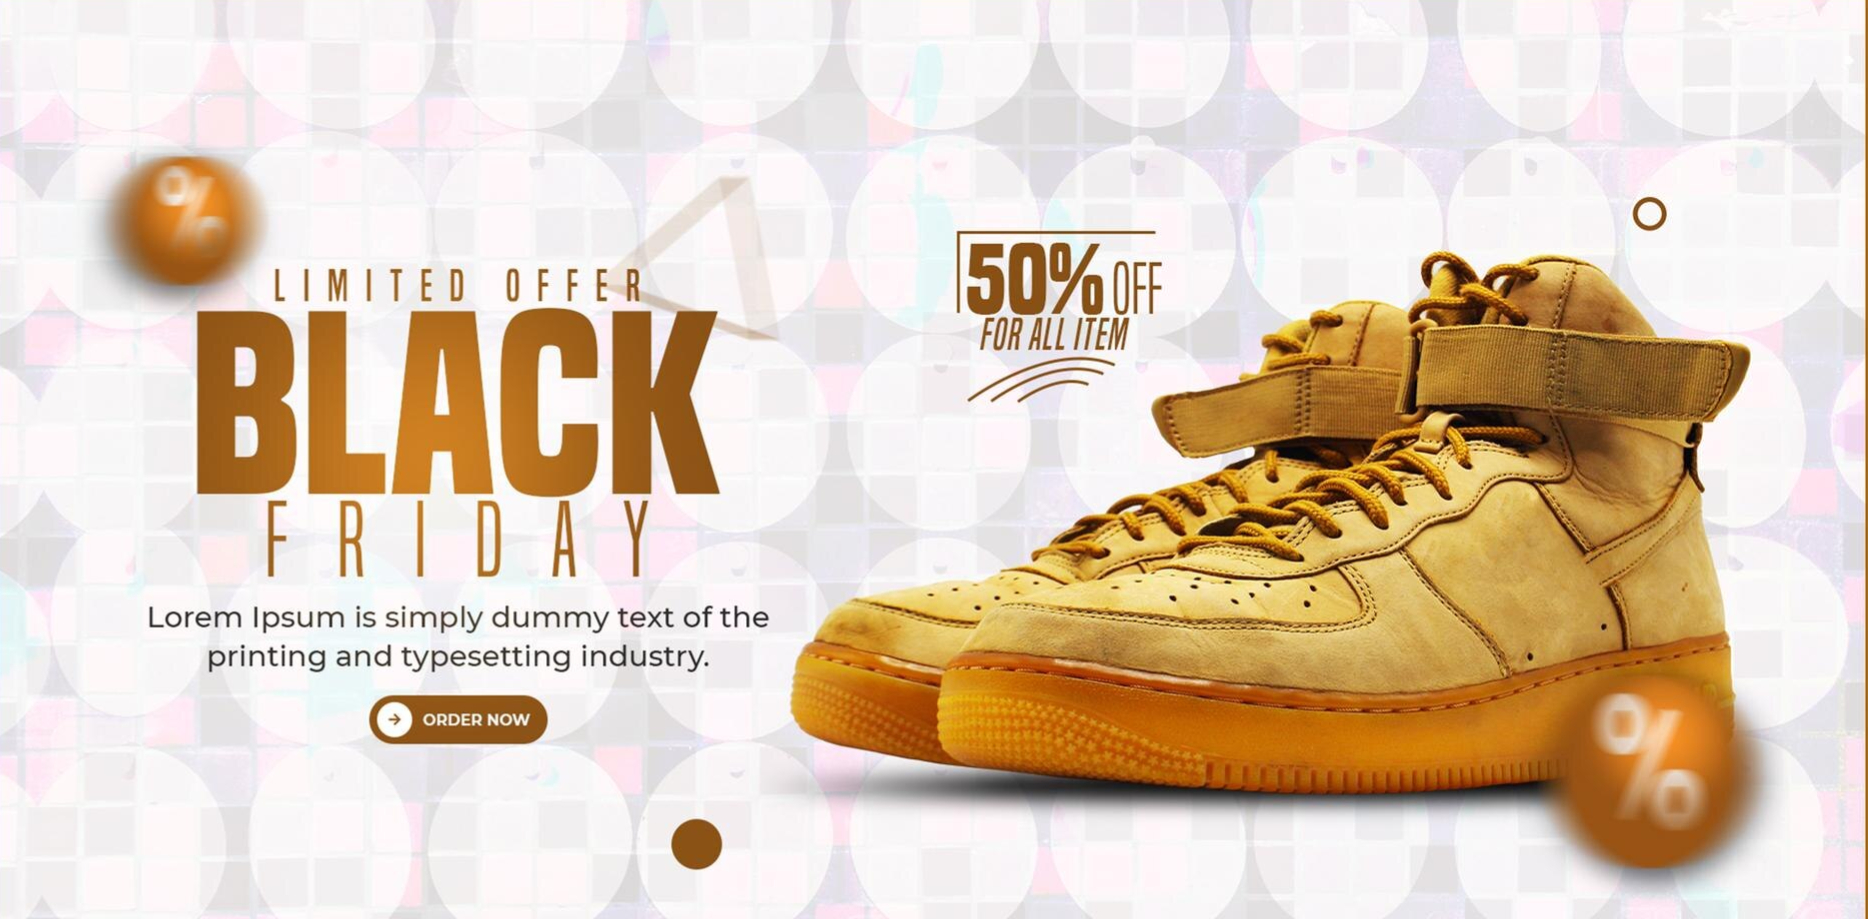 %
LIMITED OFFER
BLACK
FRIDAY
Lorem Ipsum is simply dummy text of the
printing and typesetting industry.
ORDER NOW
50% OFF
FOR ALL ITEM
%